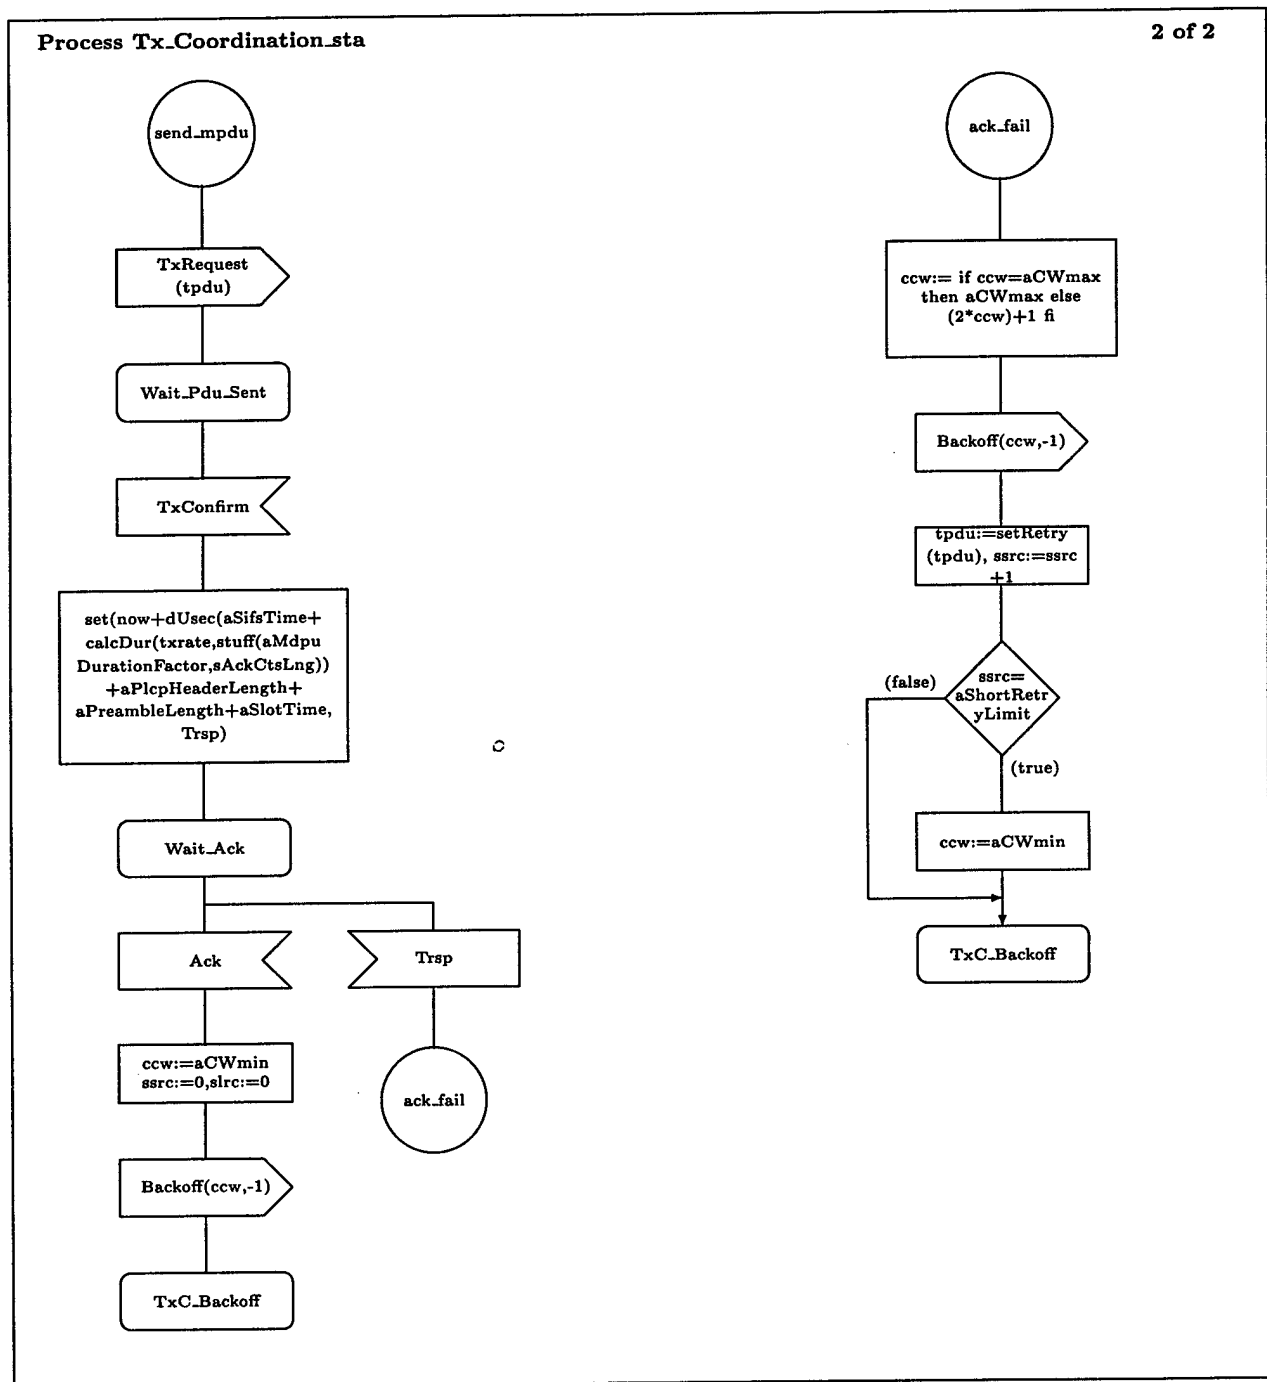 Process Tx_Coordination_sta
2 of 2
send_mpdu
TxRequest
(tpdu)
Wait_Pdu_Sent
TxConfirm
set(now+dUsec(aSifsTime+
calcDur(txrate,stuff(aMdpu
DurationFactor,sAckCtsLng))
+aPlcpHeaderLength+
aPreambleLength+aSlotTime,
Trsp)
Wait_Ack
Ack
Trsp
ccw:=aCWmin
ssrc:=0,slrc:=0
ack_fail
Backoff(ccw,-1)
TxC_Backoff
ack_fail
ccw:= if ccw=aCWmax
then aCWmax else
(2*ccw)+1 fi
Backoff(ccw,-1)
tpdu:=setRetry
(tpdu), ssrc:=ssrc
+1
(false)
ssrc=
aShortRetr
yLimit
(true)
ccw:=aCWmin
TxC_Backoff